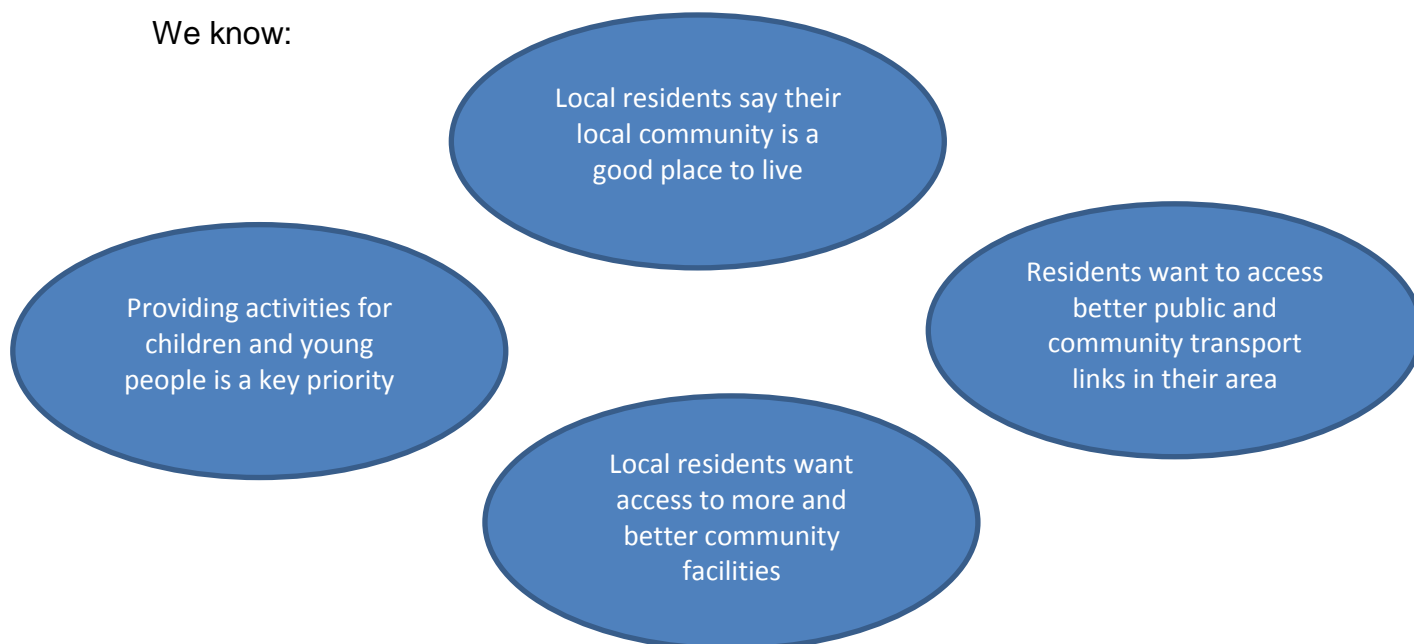 We know:
Local residents say their
local community is a
good place to live
Providing activities for
children and young
people is a key priority
Residents want to access
better public and
community transport
links in their area
Local residents want
access to more and
better community
facilities